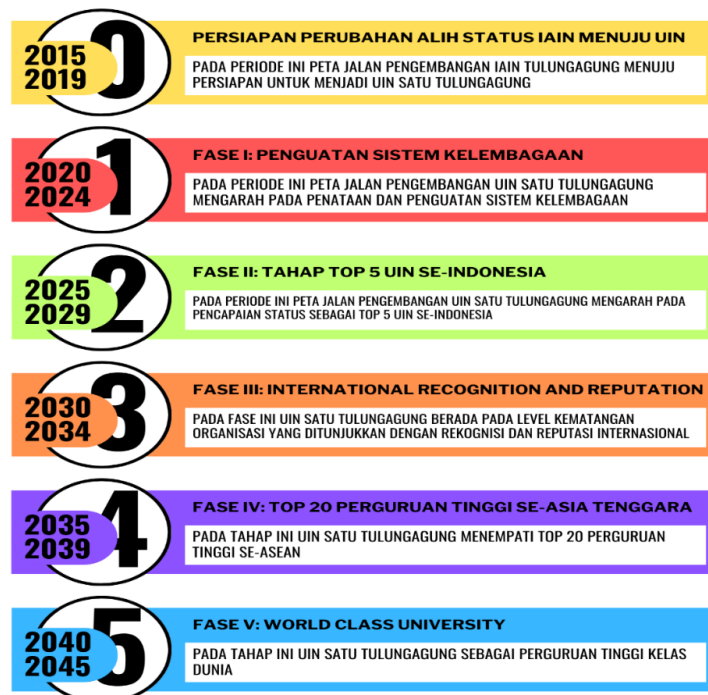 0
2015
2019
PERSIAPAN PERUBAHAN ALIH STATUS IAIN MENUJU UIN
PADA PERIODE INI PETA JALAN PENGEMBANGAN IAIN TULUNGAGUNG MENUJU
PERSIAPAN UNTUK MENJADI UIN SATU TULUNGAGUNG
1
2020
2024
FASE I: PENGUATAN SISTEM KELEMBAGAAN
PADA PERIODE INI PETA JALAN PENGEMBANGAN UIN SATU TULUNGAGUNG
MENGARAH PADA PENATAAN DAN PENGUATAN SISTEM KELEMBAGAAN
2
2025
2029
FASE II: TAHAP TOP 5 UIN SE-INDONESIA
PADA PERIODE INI PETA JALAN PENGEMBANGAN UIN SATU TULUNGAGUNG MENGARAH PADA
PENCAPAIAN STATUS SEBAGAI TOP 5 UIN SE-INDONESIA
3
2030
2034
FASE III: INTERNATIONAL RECOGNITION AND REPUTATION
PADA FASE INI UIN SATU TULUNGAGUNG BERADA PADA LEVEL KEMATANGAN
ORGANISASI YANG DITUNJUKKAN DENGAN REKOGNISI DAN REPUTASI INTERNASIONAL
4
2035
2039
FASE IV: TOP 20 PERGURUAN TINGGI SE-ASIA TENGGARA
PADA TAHAP INI UIN SATU TULUNGAGUNG MENEMPATI TOP 20 PERGURUAN
TINGGI SE-ASEAN
5
2040
2045
FASE V: WORLD CLASS UNIVERSITY
PADA TAHAP INI UIN SATU TULUNGAGUNG SEBAGAI PERGURUAN TINGGI KELAS
DUNIA